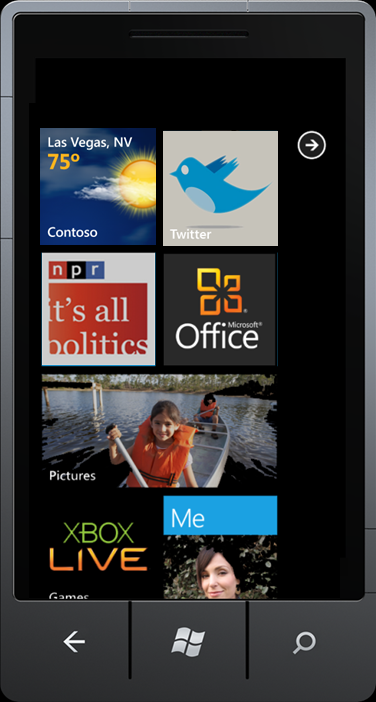 Las Vegas, NV
75°
Contoso
Twitter
npr
it's all
politics
Microsoft®
Office
Pictures
XBOX
LIVE
Games
Me